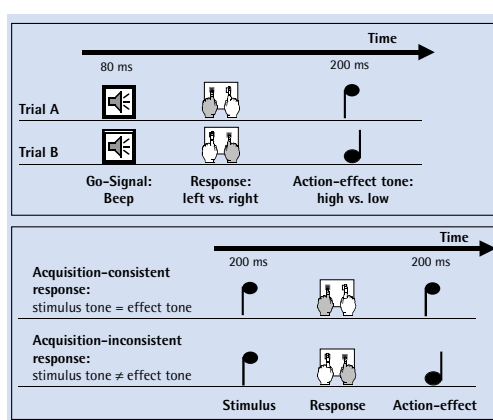 Time
80 ms 200 ms
Trial A
Trial B
Go-Signal: Response: Action-effect tone:
Beep left vs. right high vs. low
Time
200 ms 200 ms
Acquisition-consistent
response:
stimulus tone = effect tone
Acquisition-inconsistent
response:
stimulus tone ≠ effect tone
Stimulus Response Action-effect